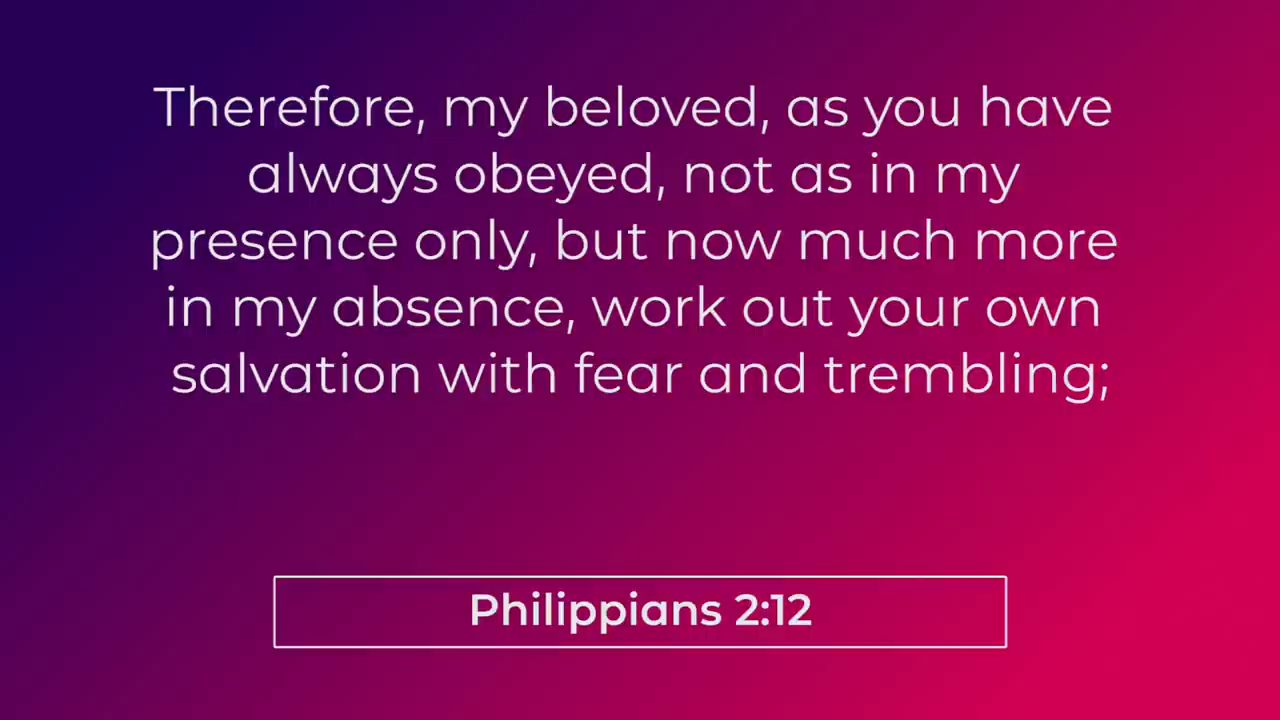 Therefore, my beloved, as you have
always obeyed, not as in my
presence only, but now much more
in my absence, work out your own
salvation with fear and trembling;
Philippians 2:12